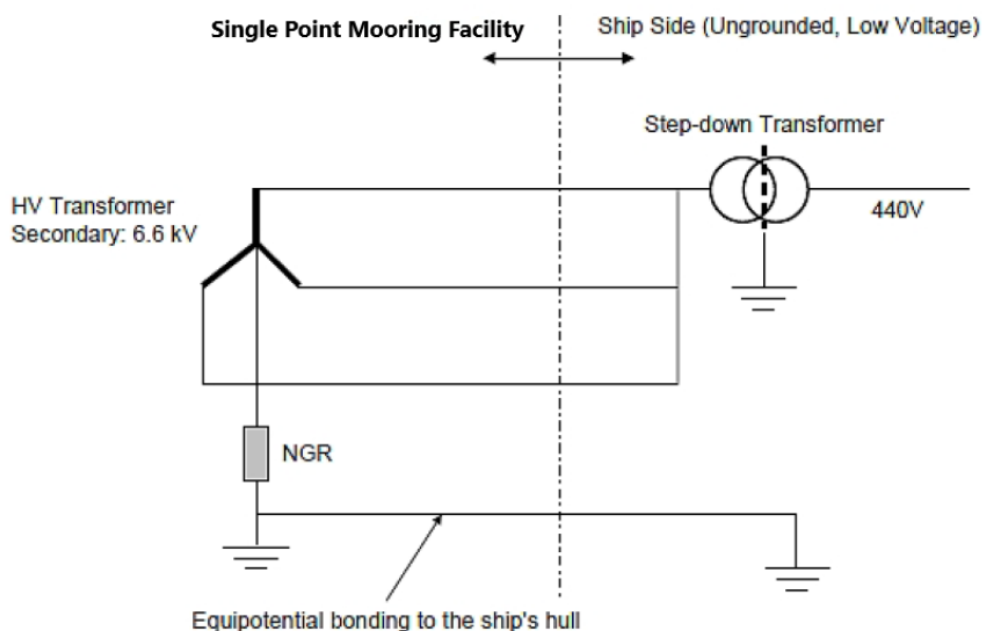 Single Point Mooring Facility
Ship Side (Ungrounded, Low Voltage)
Step-down Transformer
HV Transformer
Secondary: 6.6 kV
440V
NGR
Equipotential bonding to the ship's hull